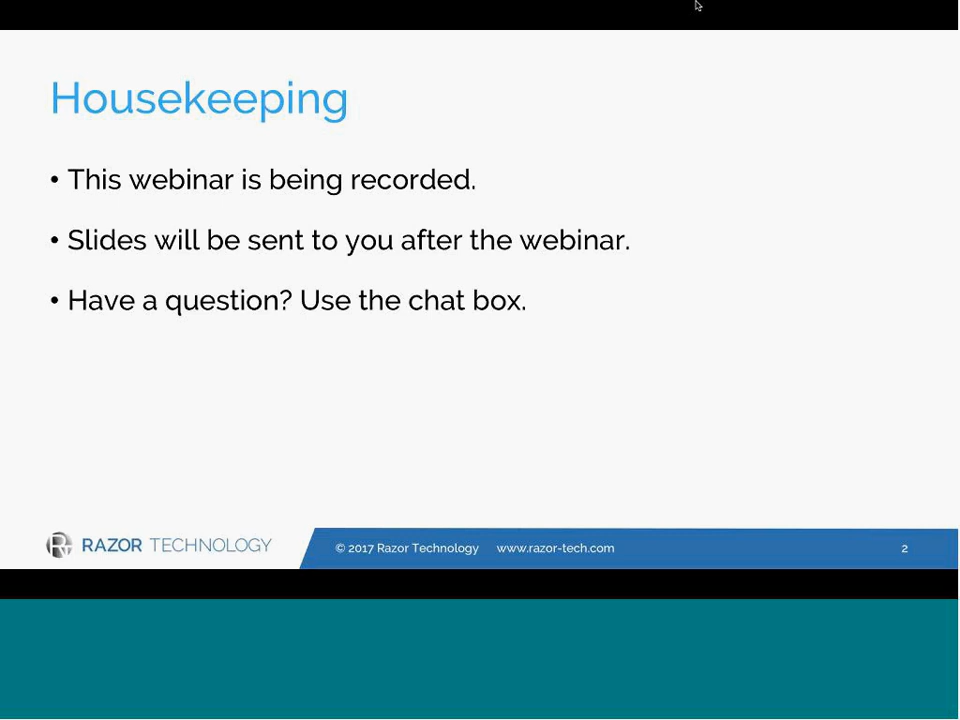 Housekeeping
• This webinar is being recorded.
• Slides will be sent to you after the webinar.
• Have a question? Use the chat box.
RT RAZOR TECHNOLOGY
© 2017 Razor Technology www.razor-tech.com 2